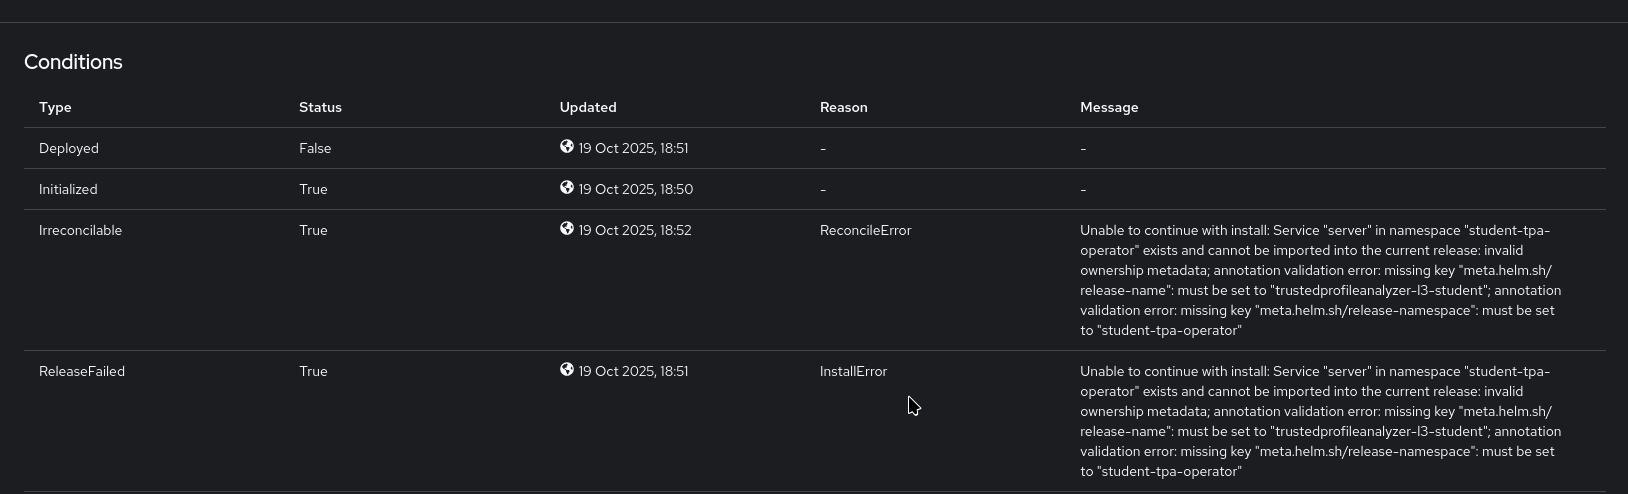 Conditions
Type Status Updated Reason Message
Deployed False 19 Oct 2025, 18:51 - -
Initialized True 19 Oct 2025, 18:50 - -
Irreconcilable True 19 Oct 2025, 18:52 ReconcileError Unable to continue with install: Service "server" in namespace "student-tpa-
operator" exists and cannot be imported into the current release: invalid
ownership metadata; annotation validation error: missing key "meta.helm.sh/
release-name": must be set to "trustedprofileanalyzer-l3-student"; annotation
validation error: missing key "meta.helm.sh/release-namespace": must be set
to "student-tpa-operator"
ReleaseFailed True 19 Oct 2025, 18:51 InstallError Unable to continue with install: Service "server" in namespace "student-tpa-
operator" exists and cannot be imported into the current release: invalid
ownership metadata; annotation validation error: missing key "meta.helm.sh/
release-name": must be set to "trustedprofileanalyzer-l3-student"; annotation
validation error: missing key "meta.helm.sh/release-namespace": must be set
to "student-tpa-operator"